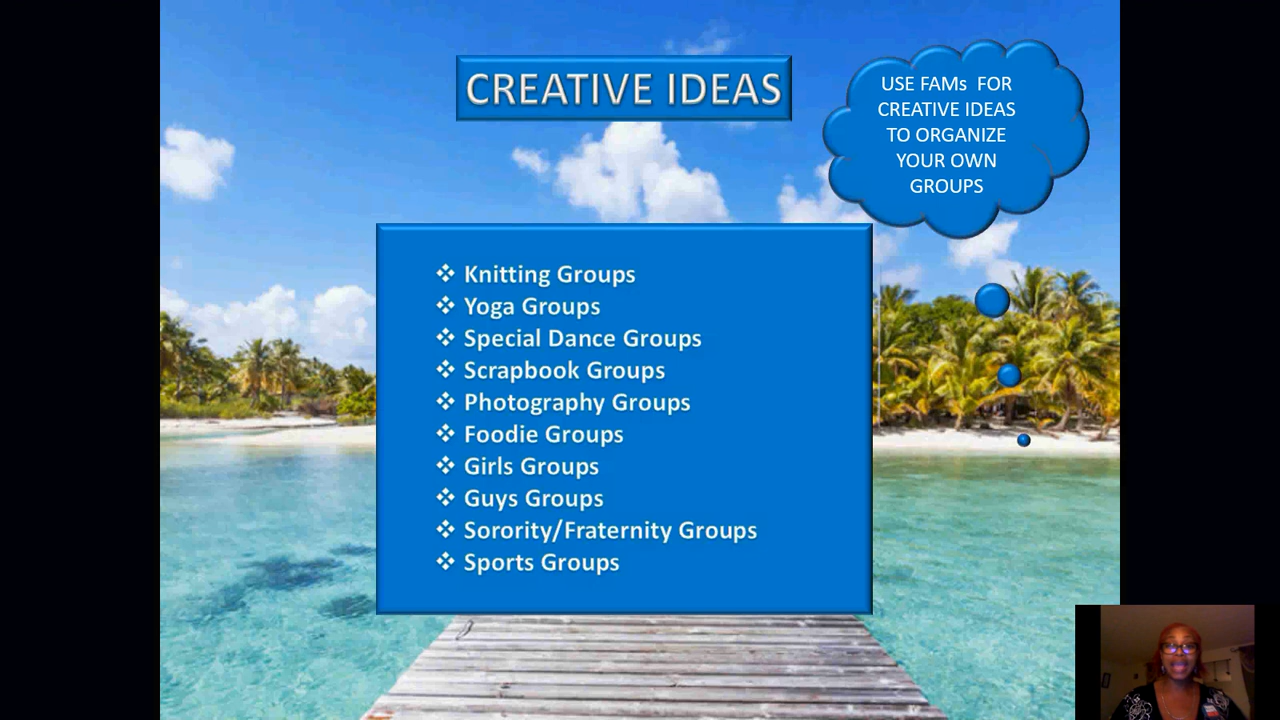 CREATIVE IDEAS
USE FAMs FOR
CREATIVE IDEAS
TO ORGANIZE
YOUR OWN
GROUPS
❖ Knitting Groups
❖ Yoga Groups
❖ Special Dance Groups
❖ Scrapbook Groups
❖ Photography Groups
❖ Foodie Groups
❖ Girls Groups
❖ Guys Groups
❖ Sorority/Fraternity Groups
❖ Sports Groups